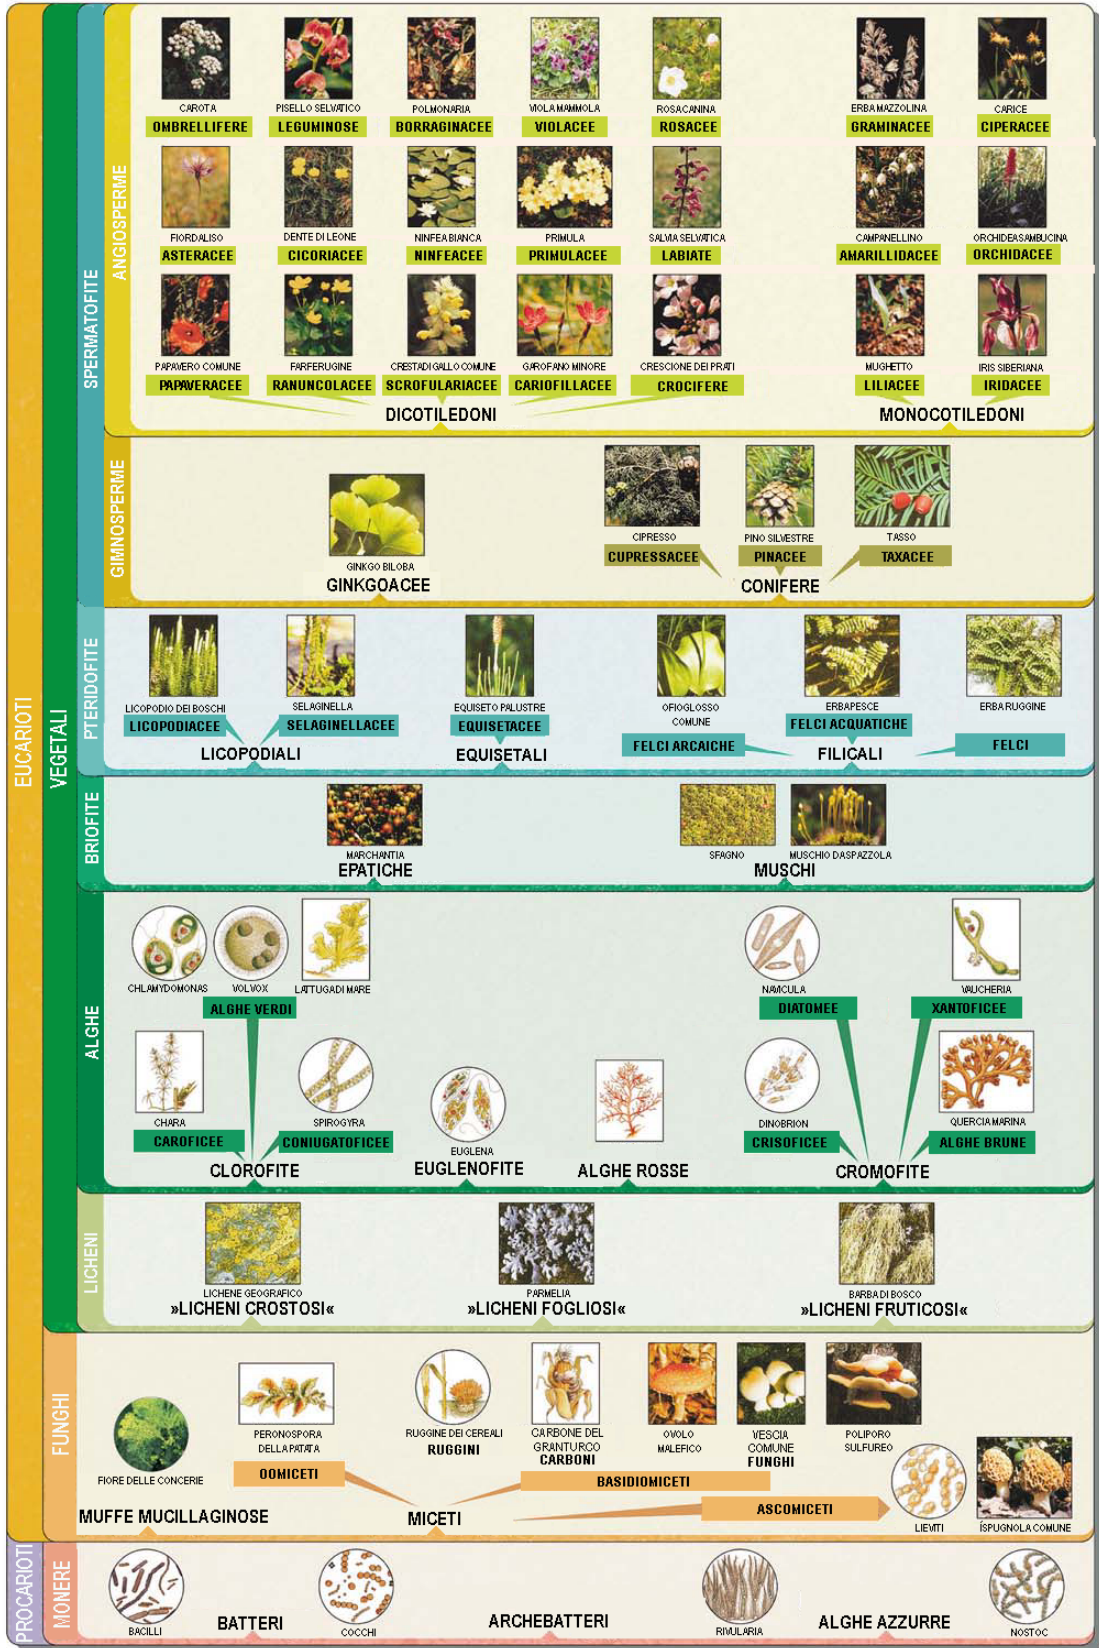 CAROTA
OMBRELLIFERE
PISELLO SELVATICO
LEGUMINOSE
POLMONARIA
BORRAGINACEE
VIOLA MAMMOLA
VIOLACEE
ROSA CANINA
ROSACEE
ERBA MAZZOLINA
GRAMINACEE
CARICE
CIPERACEE
FIORDALISO
ASTERACEE
DENTE DI LEONE
CICORIACEE
NINFEA BIANCA
NINFEACEE
PRIMULA
PRIMULACEE
SALVIA SELVATICA
LABIATE
CAMPANELLINO
AMARILLIDACEE
ORCHIDEA SAMBUCINA
ORCHIDACEE
PAPAVERO COMUNE
PAPAVERACEE
FARFERUGINE
RANUNCOLACEE
CRESTA DI GALLO COMUNE
SCROFULARIACEE
GAROFANO MINORE
CARIOFILLACEE
CRESCIONE DEI PRATI
CROCIFERE
MUGHETTO
LILIACEE
IRIS SIBERIANA
IRIDACEE
DICOTILEDONI
MONOCOTILEDONI
ANGIOSPERME
SPERMATOFITE
GIMNOSPERME
GINKGO BILOBA
GINKGOACEE
CIPRESSO
CUPRESSACEE
PINO SILVESTRE
PINACEE
TASSO
TAXACEE
CONIFERE
PTERIDOFITE
LICOPODIO DEI BOSCHI
LICOPODIACEE
SELAGINELLA
SELAGINELLACEE
LICOPODIALI
EQUISETO PALUSTRE
EQUISETACEE
EQUISETALI
OFIOGLOSSO
COMUNE
FELCI ARCAICHE
ERBAPESCE
FELCI ACQUATICHE
ERBA RUGGINE
FELCI
FILICALI
EUCARIOTI
VEGETALI
BRIOFITE
MARCHANTIA
EPATICHE
SFAGNO
MUSCHIO DA SPAZZOLA
MUSCHI
ALGHE
CHLAMYDOMONAS
VOLVOX
LATTUGA DI MARE
ALGHE VERDI
NAVICULA
DIATOMEE
VAUCHERIA
XANTOFICEE
CHARA
CAROFICEE
SPIROGYRA
CONIUGATOFICEE
CLOROFITE
EUGLENA
EUGLENOFITE
ALGHE ROSSE
DINOBRION
CRISOFICEE
QUERCIA MARINA
ALGHE BRUNE
CROMOFITE
LICHENI
LICHENE GEOGRAFICO
»LICHENI CROSTOSI«
PARMELIA
»LICHENI FOGLIOSI«
BARBA DI BOSCO
»LICHENI FRUTICOSI«
FUNGHI
FIORE DELLE CONCERIE
MUFFE MUCILLAGINOSE
PERONOSPORA
DELLA PATATA
OOMICETI
RUGGINE DEI CEREALI
RUGGINI
CARBONE DEL
GRANTURCO
CARBONI
OVOLO
MALEFICO
VESCIA
COMUNE
FUNGHI
POLIPORO
SULFUREO
BASIDIOMICETI
ASCOMICETI
MICETI
LIEVITI
ÍSPUGNOLA COMUNE
PROCARIOTI
MONERE
BACILLI
BATTERI
COCCHI
ARCHEBATTERI
RIVULARIA
ALGHE AZZURRE
NOSTOC